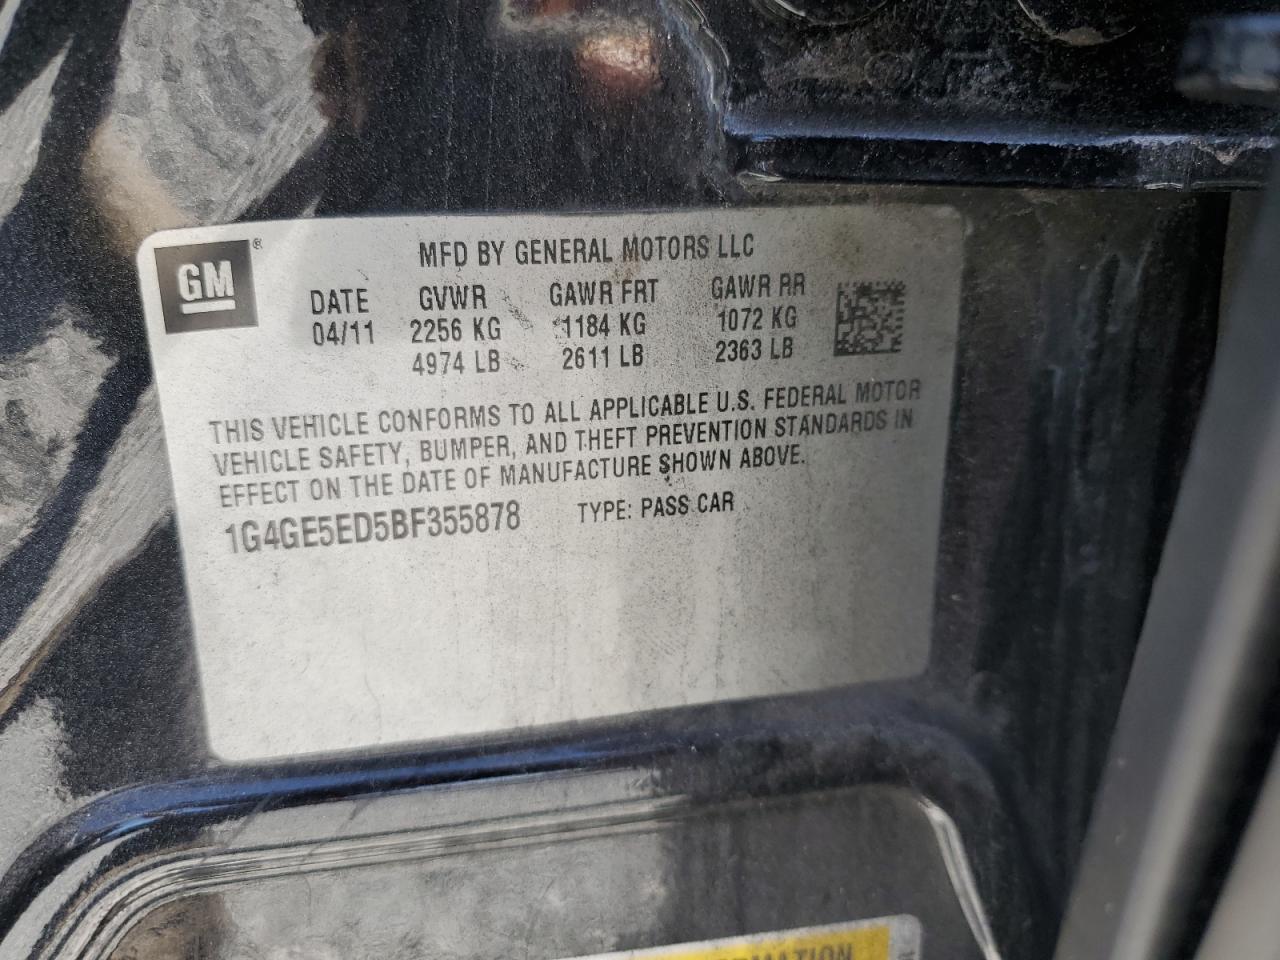 MFD BY GENERAL MOTORS LLC
GM ®
DATE GVWR GAWR FRT GAWR RR
04/11 2256 KG 1184 KG 1072 KG
4974 LB 2611 LB 2363 LB
THIS VEHICLE CONFORMS TO ALL APPLICABLE U.S. FEDERAL MOTOR
VEHICLE SAFETY, BUMPER, AND THEFT PREVENTION STANDARDS IN
EFFECT ON THE DATE OF MANUFACTURE SHOWN ABOVE.
1G4GE5ED5BF355878 TYPE: PASS CAR